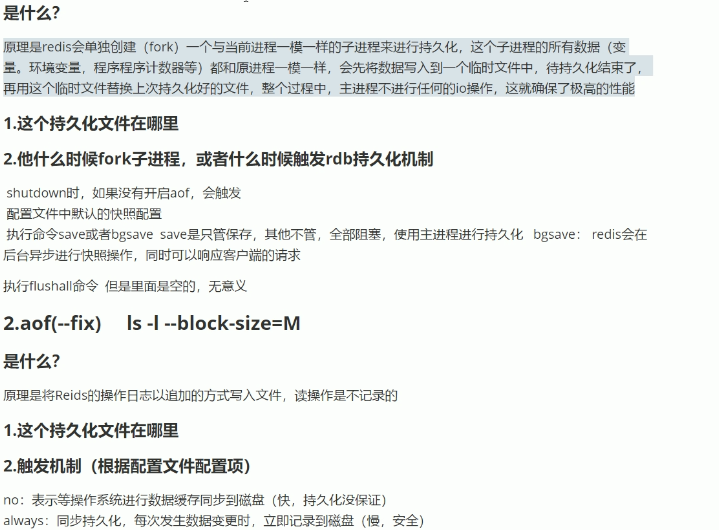 是什么？
原理是redis会单独创建（fork）一个与当前进程一模一样的子进程来进行持久化，这个子进程的所有数据（变
量。环境变量，程序程序计数器等）都和原进程一模一样，会先将数据写入到一个临时文件中，待持久化结束了，
再用这个临时文件替换上次持久化好的文件，整个过程中，主进程不进行任何的io操作，这就确保了极高的性能
1.这个持久化文件在哪里
2.他什么时候fork子进程，或者什么时候触发rdb持久化机制
shutdown时，如果没有开启aof，会触发
配置文件中默认的快照配置
执行命令save或者bgsave save是只管保存，其他不管，全部阻塞，使用主进程进行持久化 bgsave： redis会在
后台异步进行快照操作，同时可以响应客户端的请求
执行flushall命令 但是里面是空的，无意义
2.aof(--fix) ls -l --block-size=M
是什么？
原理是将Reids的操作日志以追加的方式写入文件，读操作是不记录的
1.这个持久化文件在哪里
2.触发机制（根据配置文件配置项）
no：表示等操作系统进行数据缓存同步到磁盘（快，持久化没保证）
always：同步持久化，每次发生数据变更时，立即记录到磁盘（慢，安全）